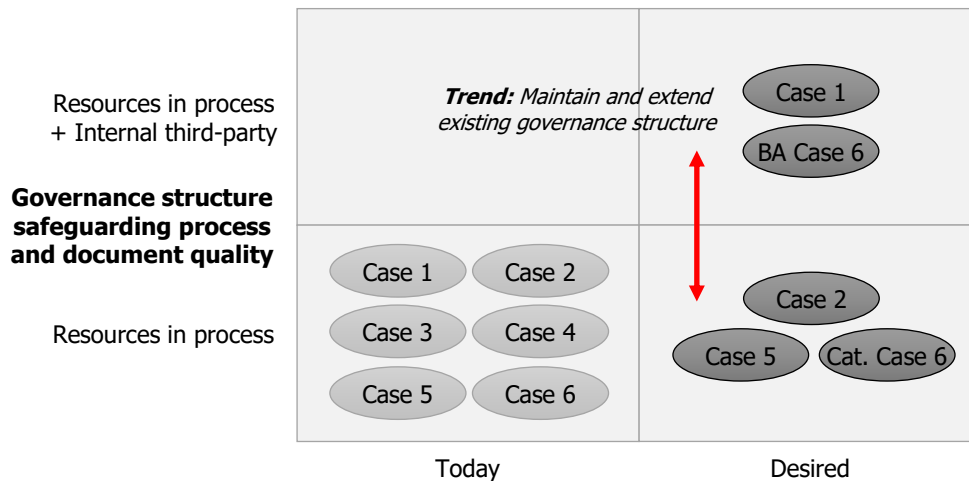 Resources in process
+ Internal third-party
Trend: Maintain and extend
existing governance structure
Case 1
BA Case 6
Governance structure
safeguarding process
and document quality
Resources in process
Case 1
Case 2
Case 3
Case 4
Case 5
Case 6
Case 2
Case 5
Cat. Case 6
Today
Desired